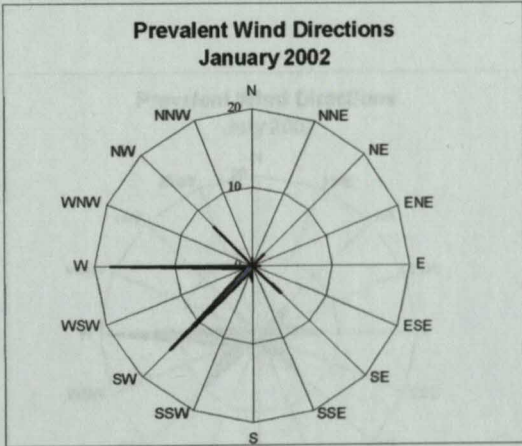 Prevalent Wind Directions
January 2002
N
NNE
NE
ENE
E
ESE
SE
SSE
S
SSW
SW
WSW
W
WNW
NW
NNW
20
10
0